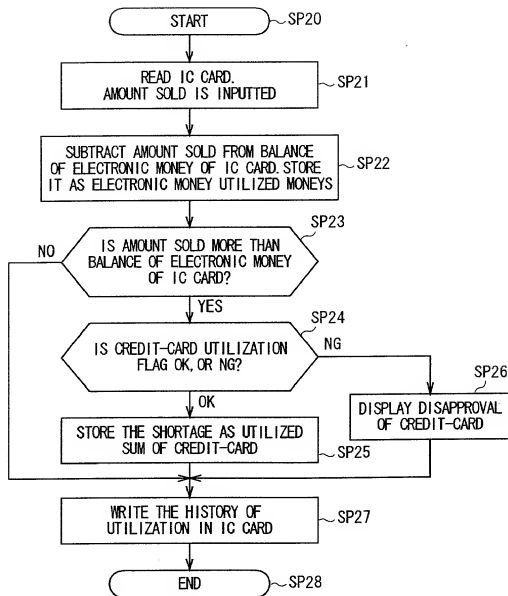 START
SP20
READ IC CARD.
AMOUNT SOLD IS INPUTTED
SP21
SUBTRACT AMOUNT SOLD FROM BALANCE
OF ELECTRONIC MONEY OF IC CARD. STORE
IT AS ELECTRONIC MONEY UTILIZED MONEYS
SP22
SP23
NO
IS AMOUNT SOLD MORE THAN
BALANCE OF ELECTRONIC MONEY
OF IC CARD?
YES
SP24
IS CREDIT-CARD UTILIZATION
FLAG OK, OR NG?
NG
SP26
OK
DISPLAY DISAPPROVAL
OF CREDIT-CARD
STORE THE SHORTAGE AS UTILIZED
SUM OF CREDIT-CARD
SP25
WRITE THE HISTORY OF
UTILIZATION IN IC CARD
SP27
END
SP28